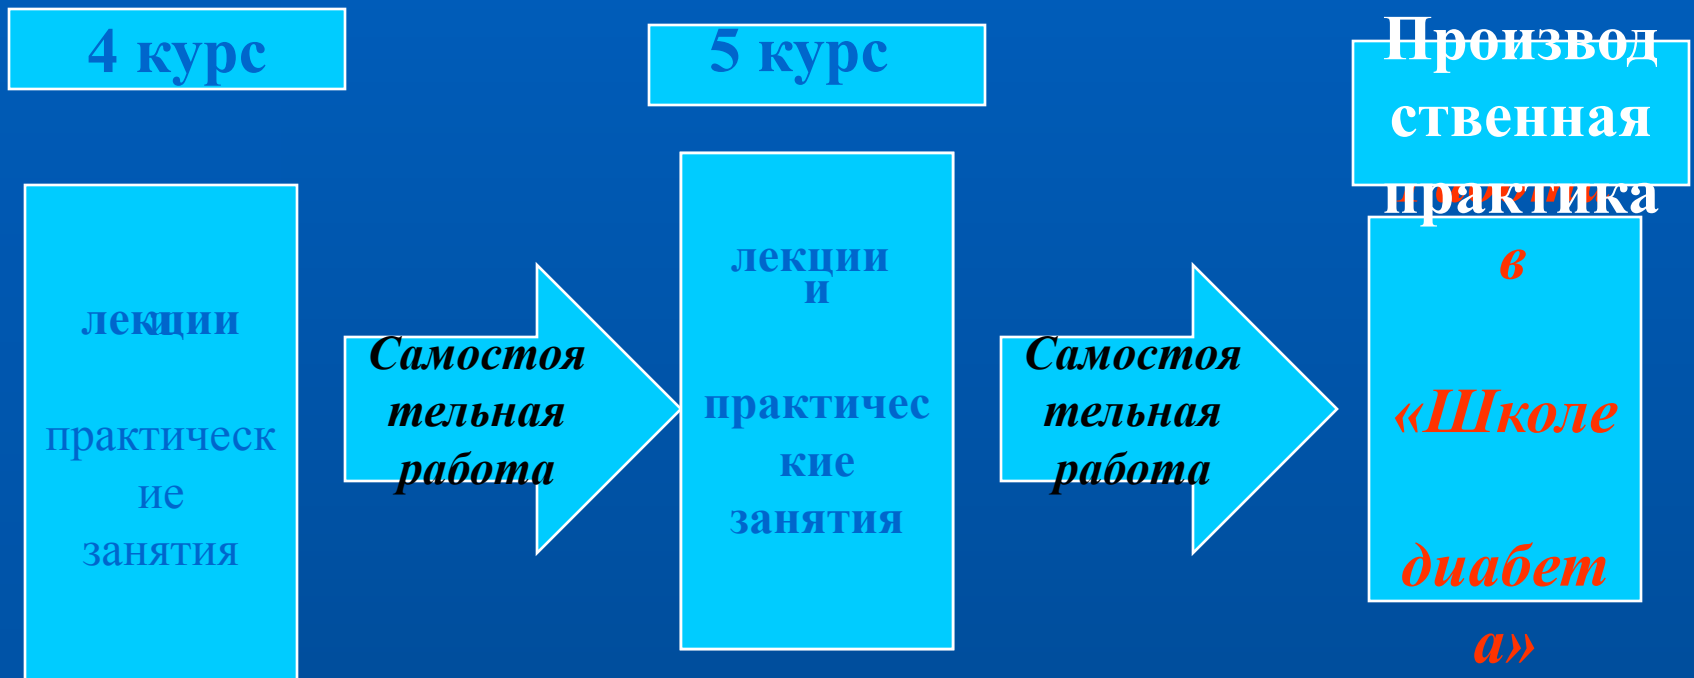 4 курс
лекции
и
практическ
ие
занятия
Самостоя
тельная
работа
5 курс
лекции
и
практичес
кие
занятия
Самостоя
тельная
работа
Производ
ственная
практика
в
«Школе
диабет
а»